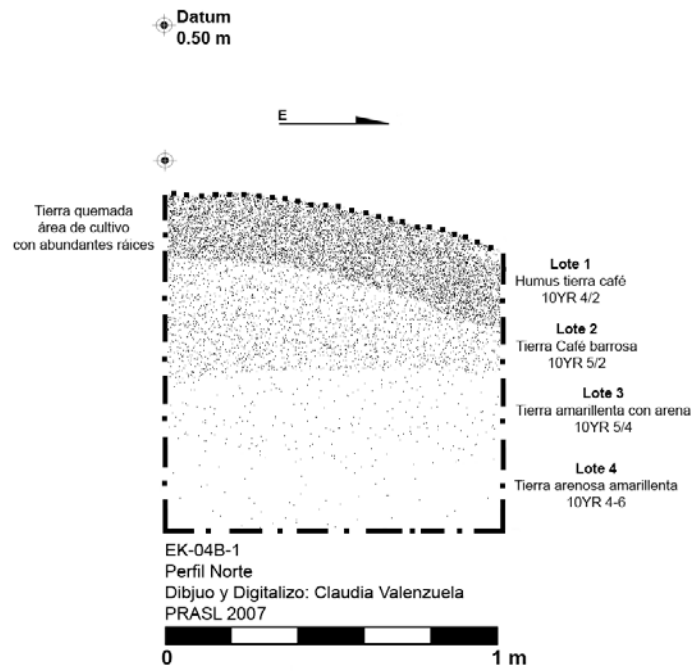 Datum
0.50 m
E
Tierra quemada
área de cultivo
con abundantes ráices
Lote 1
Humus tierra café
10YR 4/2
Lote 2
Tierra Café barrosa
10YR 5/2
Lote 3
Tierra amarillenta con arena
10YR 5/4
Lote 4
Tierra arenosa amarillenta
10YR 4-6
EK-04B-1
Perfil Norte
Dibjuo y Digitalizo: Claudia Valenzuela
PRASL 2007
0 1 m